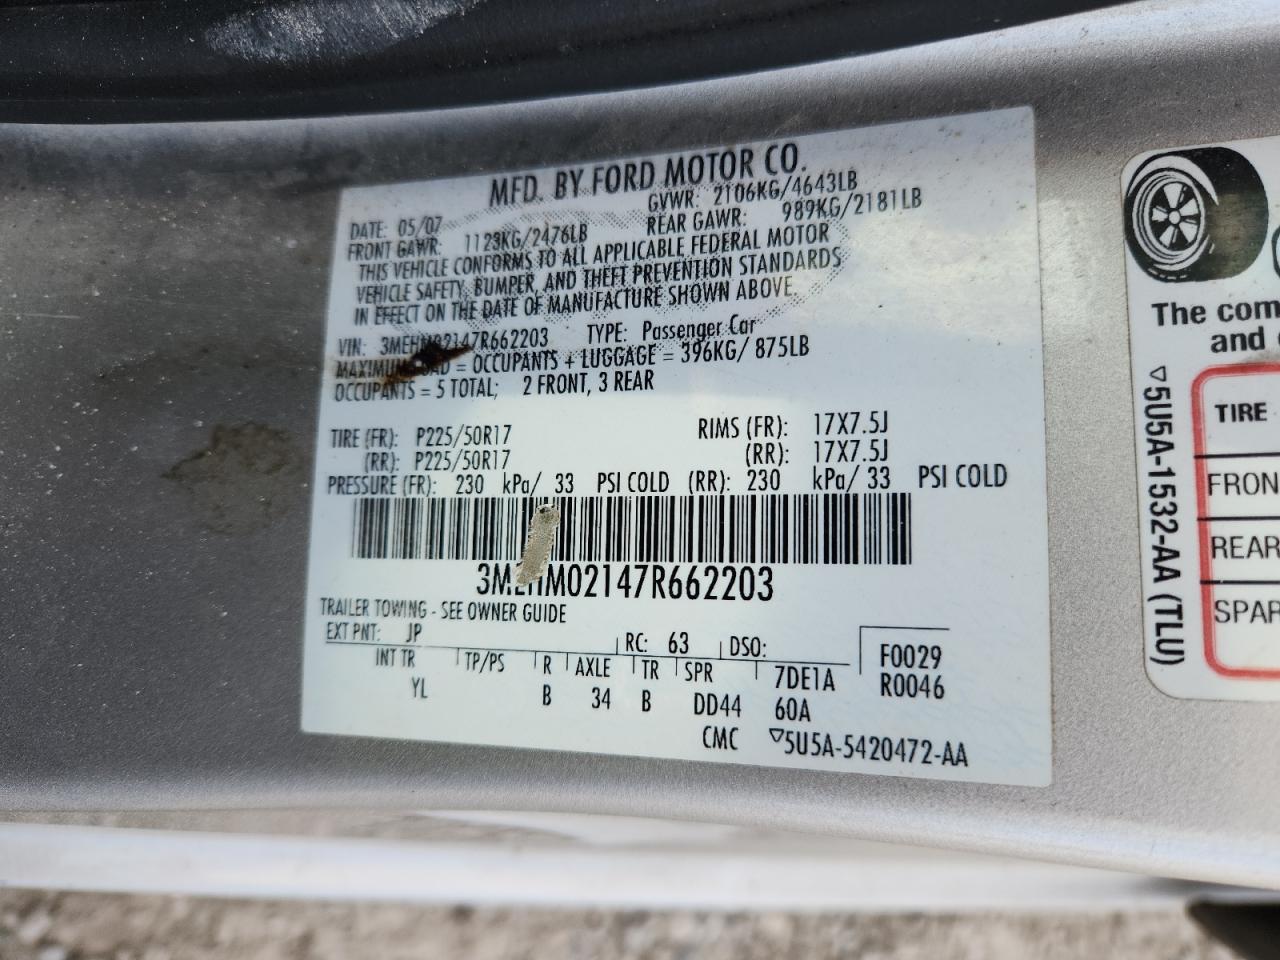 MFD. BY FORD MOTOR CO.
DATE: 05/07 GVWR: 2106KG/4643LB
FRONT GAWR: 1123KG/2476LB REAR GAWR: 989KG/2181LB
THIS VEHICLE CONFORMS TO ALL APPLICABLE FEDERAL MOTOR
VEHICLE SAFETY, BUMPER, AND THEFT PREVENTION STANDARDS
IN EFFECT ON THE DATE OF MANUFACTURE SHOWN ABOVE.
VIN: 3MEHM02147R662203 TYPE: Passenger Car
MAXIMUM LOAD = OCCUPANTS + LUGGAGE = 396KG/ 875LB
OCCUPANTS = 5 TOTAL; 2 FRONT, 3 REAR
TIRE (FR): P225/50R17 RIMS (FR): 17X7.5J
(RR): P225/50R17 (RR): 17X7.5J
PRESSURE (FR): 230 kPa/ 33 PSI COLD (RR): 230 kPa/ 33 PSI COLD
3MEHM02147R662203
TRAILER TOWING - SEE OWNER GUIDE
EXT PNT: JP RC: 63 DSO: F0029
INT TR TP/PS R AXLE TR SPR 7DE1A R0046
YL B 34 B DD44 60A
CMC ▽5U5A-5420472-AA
The com
and
▽5U5A-1532-AA (TLU)
TIRE
FRON
REAR
SPAR